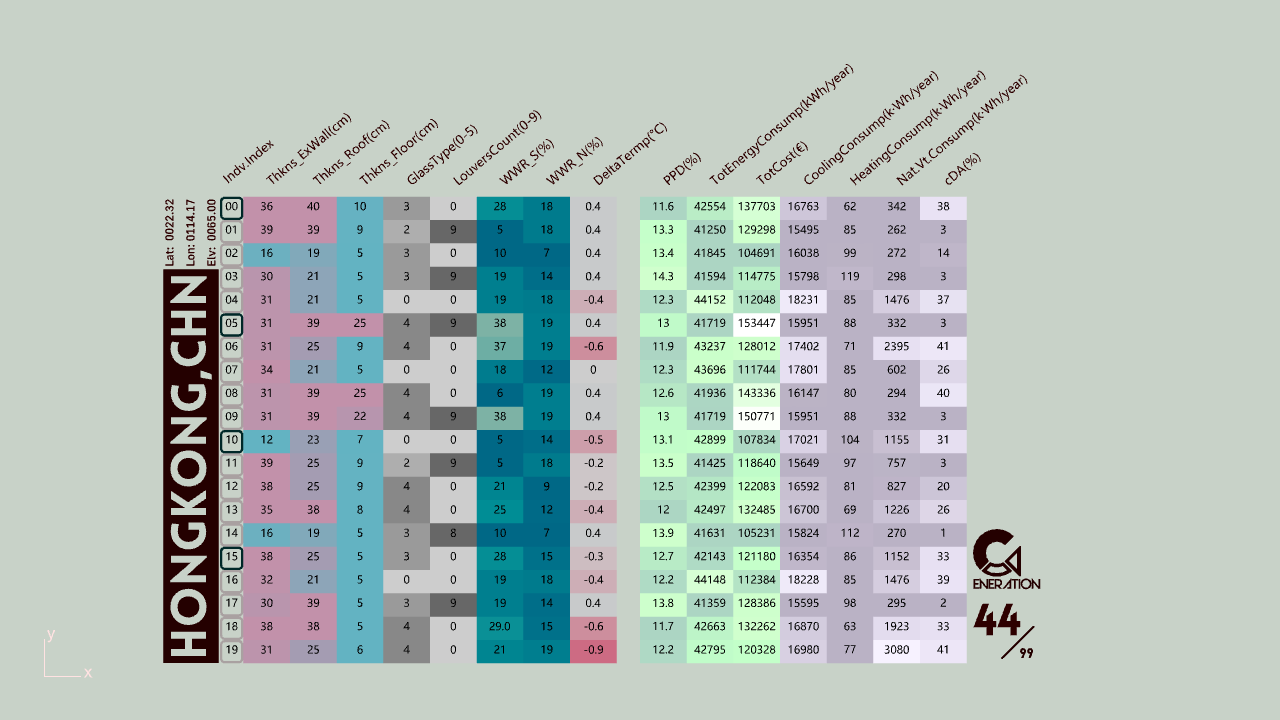 Indv.Index Thkns_ExWall(cm) Thkns_Roof(cm) Thkns_Floor(cm) GlassType(0-5) LouversCount(0-9) WWR_S(%) WWR_N(%) DeltaTermp(°C) PPD(%) TotEnergyConsump(kWh/year) TotCost(€) CoolingConsump(k·Wh/year) HeatingConsump(k·Wh/year) Nat.Vt.Consump(k·Wh/year) cDA(%)
Lat: 0022.32
Lon: 0114.17
Elv: 0065.00
HONGKONG,CHN
00 36 40 10 3 0 28 18 0.4 11.6 42554 137703 16763 62 342 38
01 39 39 9 2 9 5 18 0.4 13.3 41250 129298 15495 85 262 3
02 16 19 5 3 0 10 7 0.4 13.4 41845 104691 16038 99 272 14
03 30 21 5 3 9 19 14 0.4 14.3 41594 114775 15798 119 298 3
04 31 21 5 0 0 19 18 -0.4 12.3 44152 112048 18231 85 1476 37
05 31 39 25 4 9 38 19 0.4 13 41719 153447 15951 88 332 3
06 31 25 9 4 0 37 19 -0.6 11.9 43237 128012 17402 71 2395 41
07 34 21 5 0 0 18 12 0 12.3 43696 111744 17801 85 602 26
08 31 39 25 4 0 6 19 0.4 12.6 41936 143336 16147 80 294 40
09 31 39 22 4 9 38 19 0.4 13 41719 150771 15951 88 332 3
10 12 23 7 0 0 5 14 -0.5 13.1 42899 107834 17021 104 1155 31
11 39 25 9 2 9 5 18 -0.2 13.5 41425 118640 15649 97 757 3
12 38 25 9 4 0 21 9 -0.2 12.5 42399 122083 16592 81 827 20
13 35 38 8 4 0 25 12 -0.4 12 42497 132485 16700 69 1226 26
14 16 19 5 3 8 10 7 0.4 13.9 41631 105231 15824 112 270 1
15 38 25 5 3 0 28 15 -0.3 12.7 42143 121180 16354 86 1152 33
16 32 21 5 0 0 19 18 -0.4 12.2 44148 112384 18228 85 1476 39
17 30 39 5 3 9 19 14 0.4 13.8 41359 128386 15595 98 295 2
18 38 38 5 4 0 29.0 15 -0.6 11.7 42663 132262 16870 63 1923 33
19 31 25 6 4 0 21 19 -0.9 12.2 42795 120328 16980 77 3080 41
GENERATION
44/99
y
x